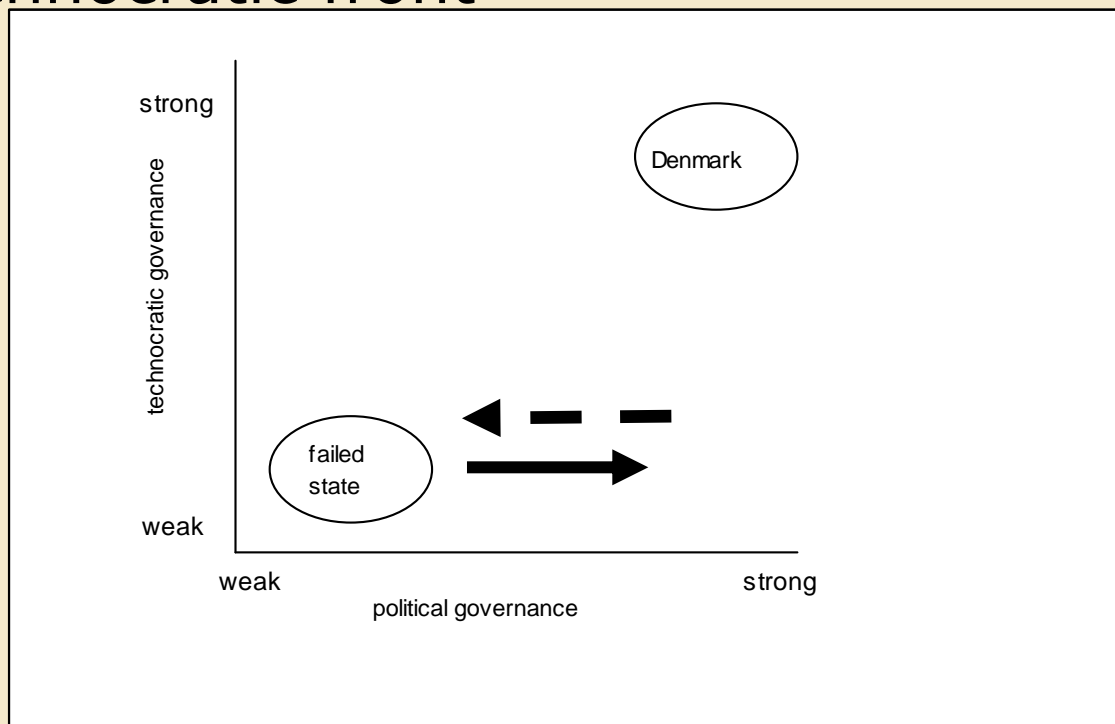 strong
Denmark
technocratic governance
failed
state
weak
weak
strong
political governance